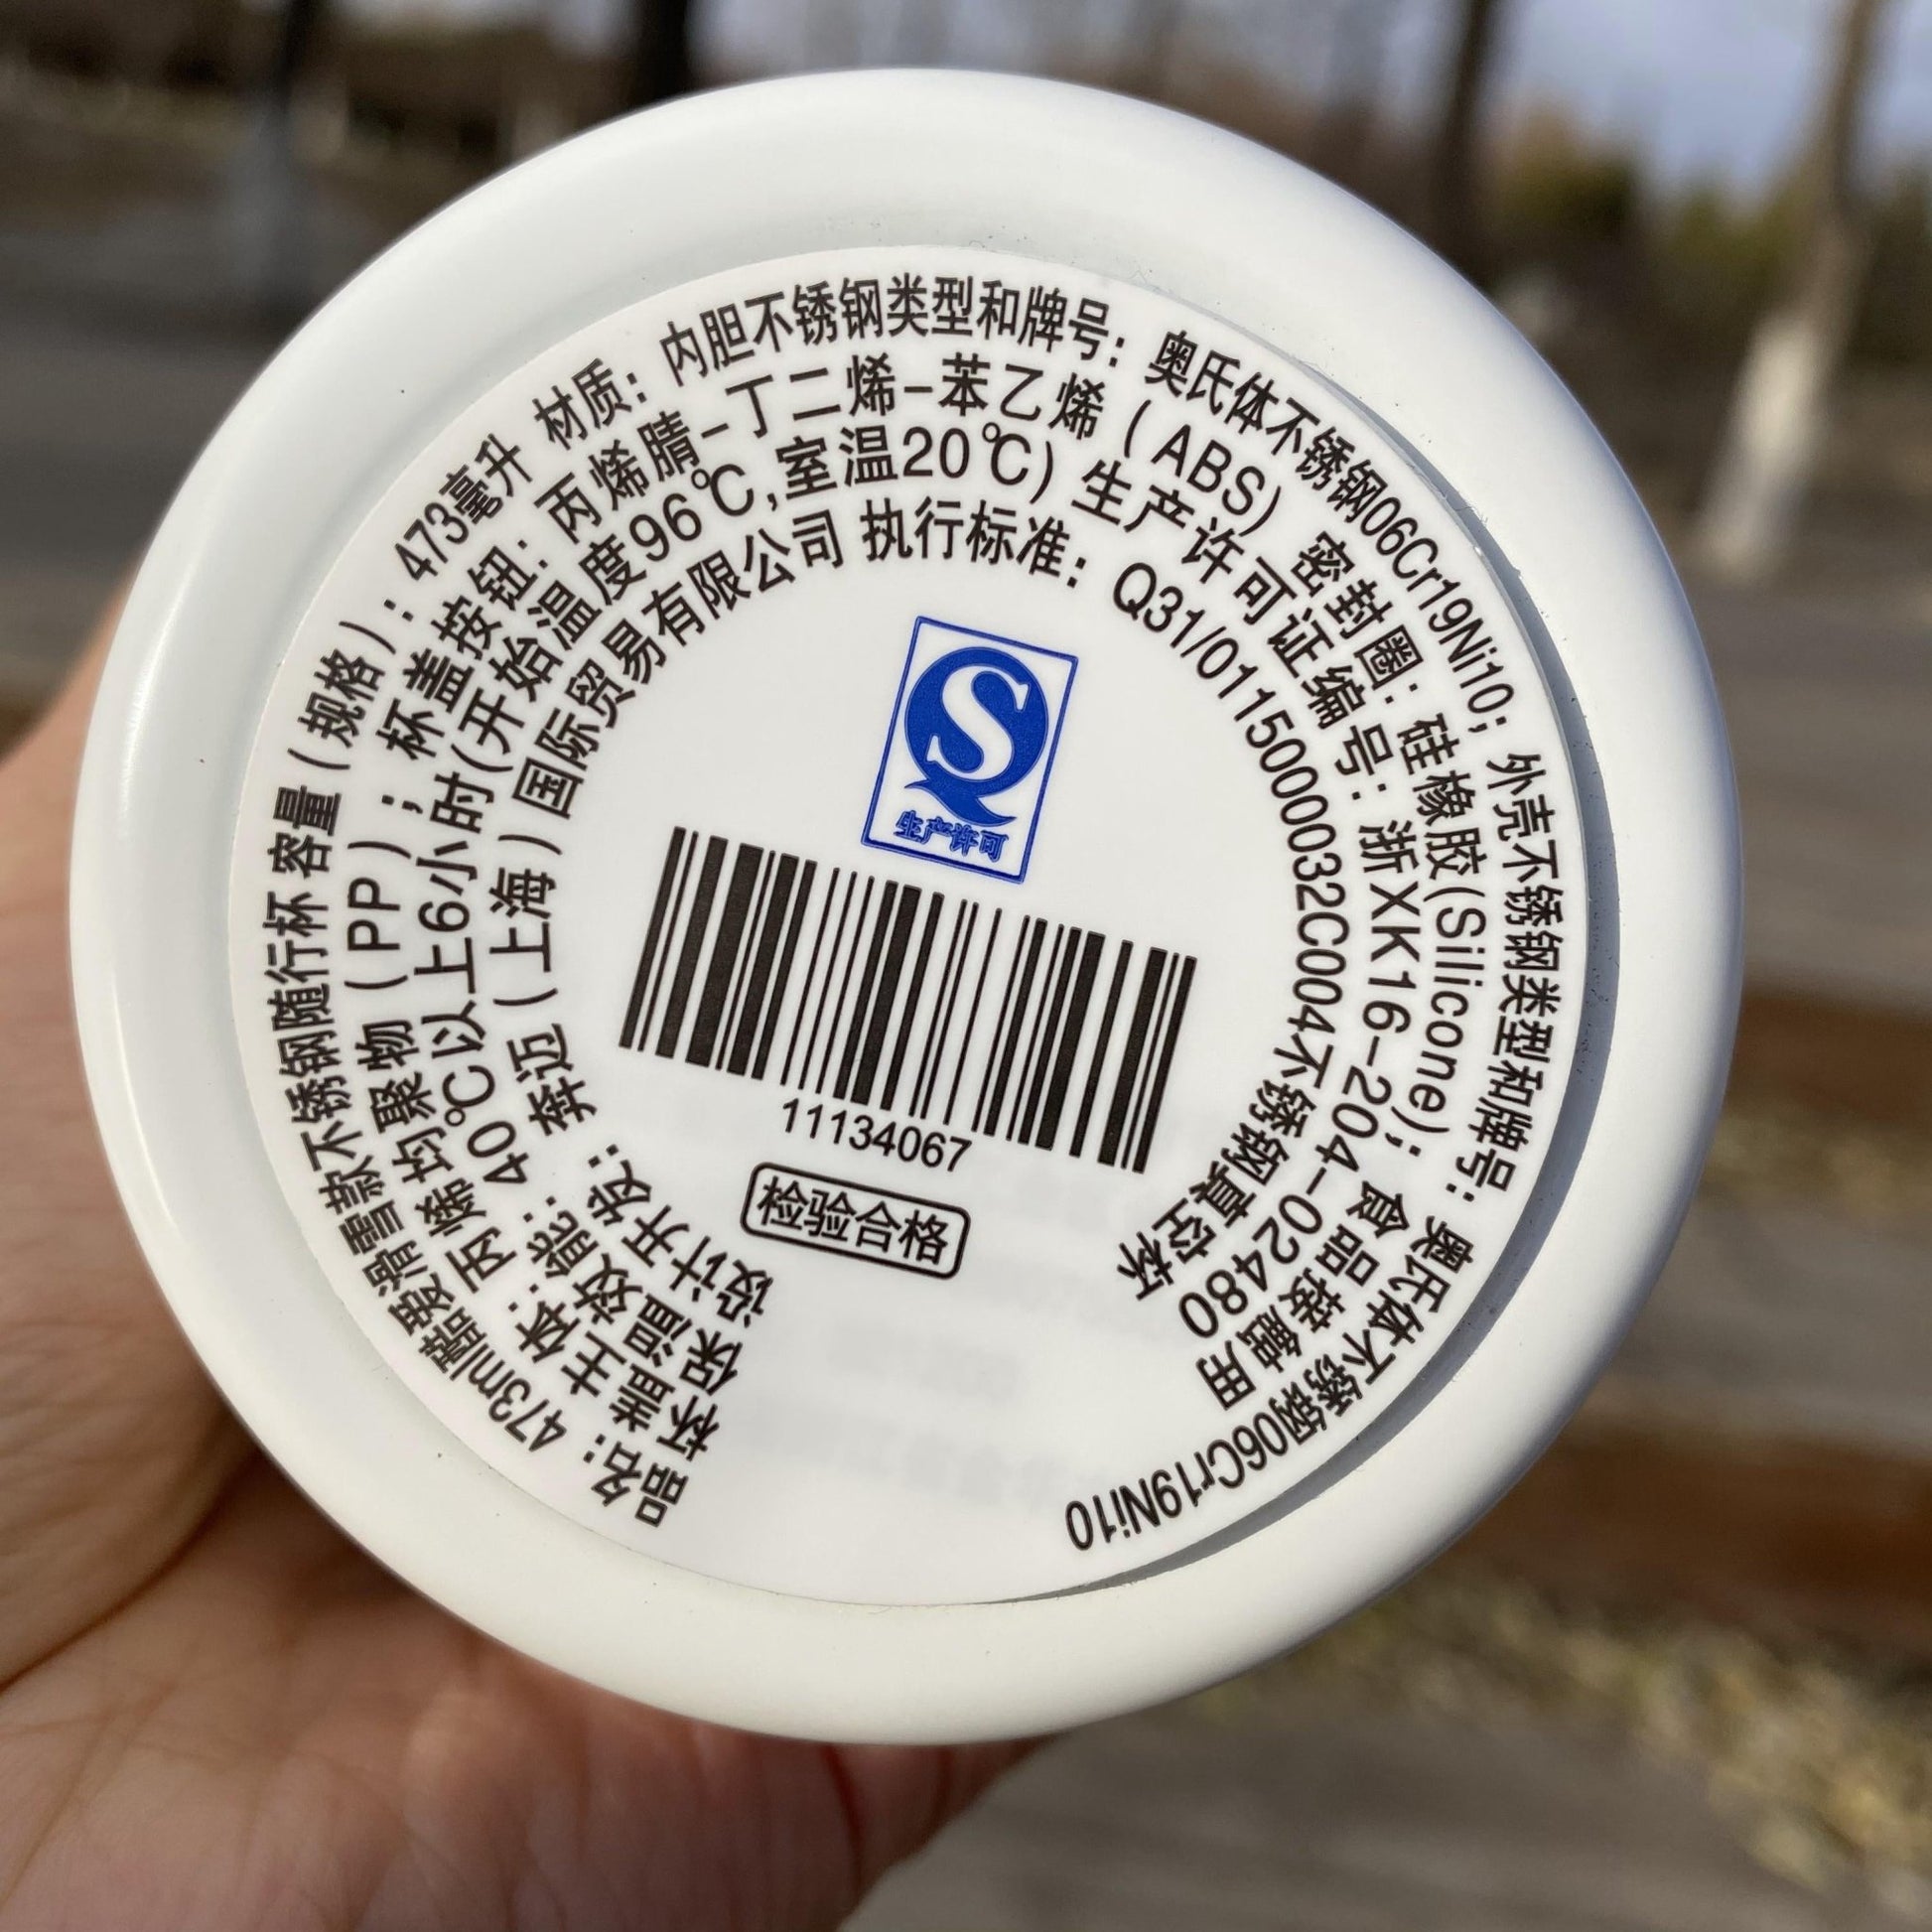 品名：473ml酷耍滑雪款不锈钢随行杯 容量（规格）：473毫升 材质：内胆不锈钢类型和牌号：奥氏体不锈钢06Cr19Ni10；外壳不锈钢类型和牌号：奥氏体不锈钢06Cr19Ni10
杯盖主体：丙烯均聚物（PP）；杯盖按钮：丙烯腈-丁二烯-苯乙烯（ABS）密封圈：硅橡胶(Silicone)；食品接触用
保温效能：40℃以上6小时(开始温度96℃,室温20℃) 生产许可证编号：浙XK16-204-02480
设计开发：奔迈（上海）国际贸易有限公司 执行标准：Q31/0115000032C004不锈钢真空杯
S
生产许可
11134067
检验合格